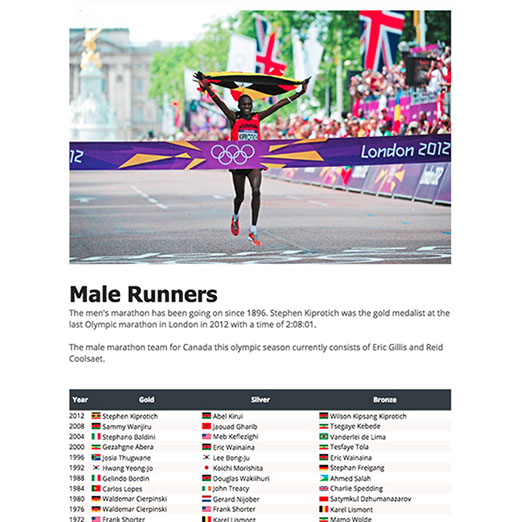 London 2012
2012
KIPROTICH
Male Runners
The men's marathon has been going on since 1896. Stephen Kiprotich was the gold medalist at the
last Olympic marathon in London in 2012 with a time of 2:08:01.
The male marathon team for Canada this olympic season currently consists of Eric Gillis and Reid
Coolsaet.
Year Gold Silver Bronze
2012 Stephen Kiprotich Abel Kirui Wilson Kipsang Kiprotich
2008 Sammy Wanjiru Jaouad Gharib Tsegaye Kebede
2004 Stephano Baldini Meb Keflezighi Vanderlei de Lima
2000 Gezahgne Abera Eric Wainaina Tesfaye Tola
1996 Josia Thugwane Lee Bong-Ju Eric Wainaina
1992 Hwang Yeong-Jo Koichi Morishita Stephan Freigang
1988 Gelindo Bordin Douglas Wakiihuri Ahmed Salah
1984 Carlos Lopes John Treacy Charlie Spedding
1980 Waldemar Cierpinski Gerard Nijober Satymkul Dzhumanazarov
1976 Waldemar Cierpinski Frank Shorter Karel Lismont
1972 Frank Shorter Karel Lismont Mamo Wolde